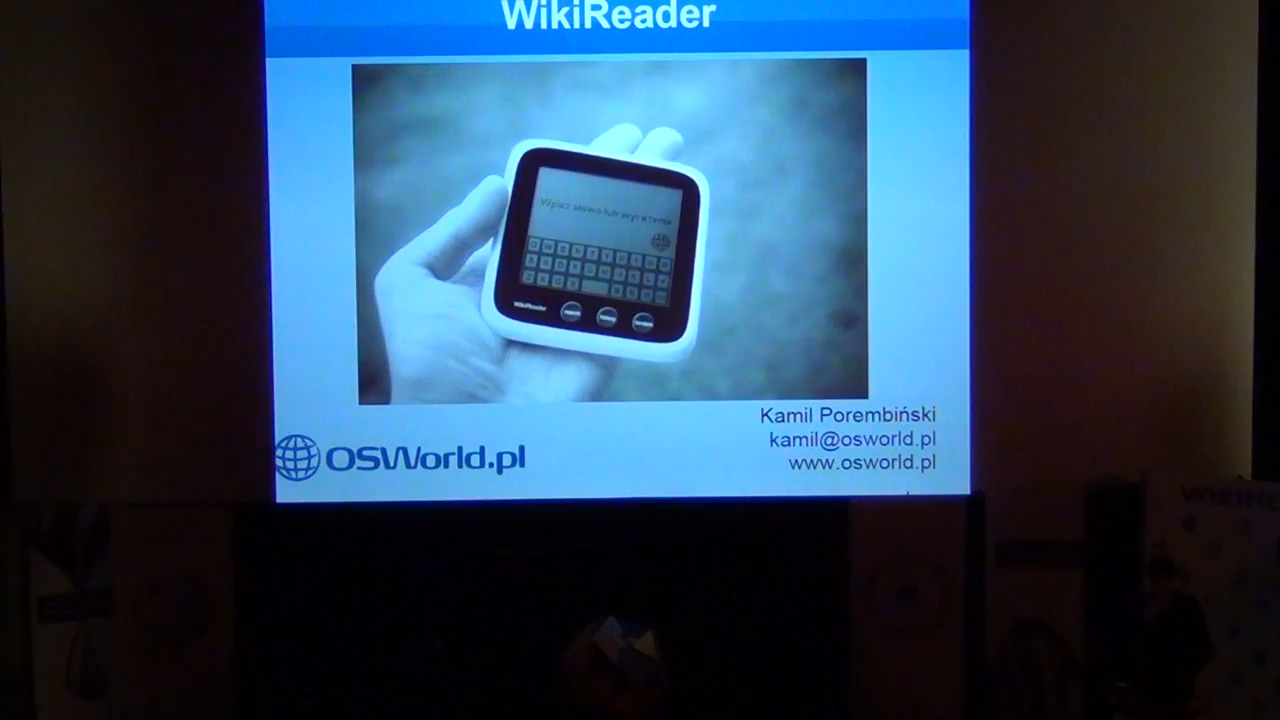 WikiReader
Wpisz słowo lub wyrażenie
WikiReader
Kamil Porembiński
kamil@osworld.pl
www.osworld.pl
OSWorld.pl